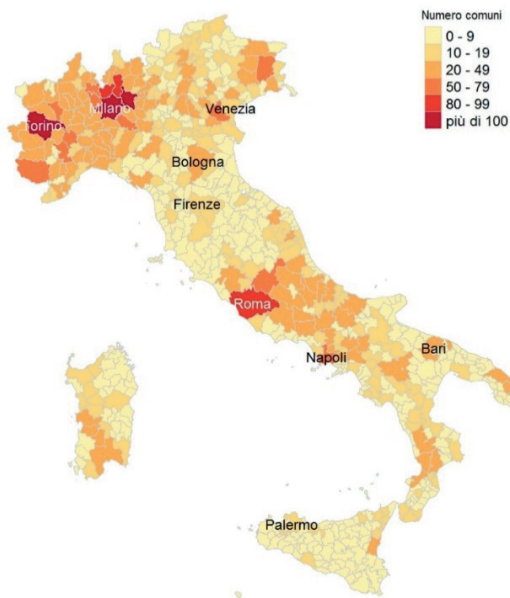 Numero comuni
0 - 9
10 - 19
20 - 49
50 - 79
80 - 99
più di 100
Milano
Torino
Venezia
Bologna
Firenze
Roma
Napoli
Bari
Palermo